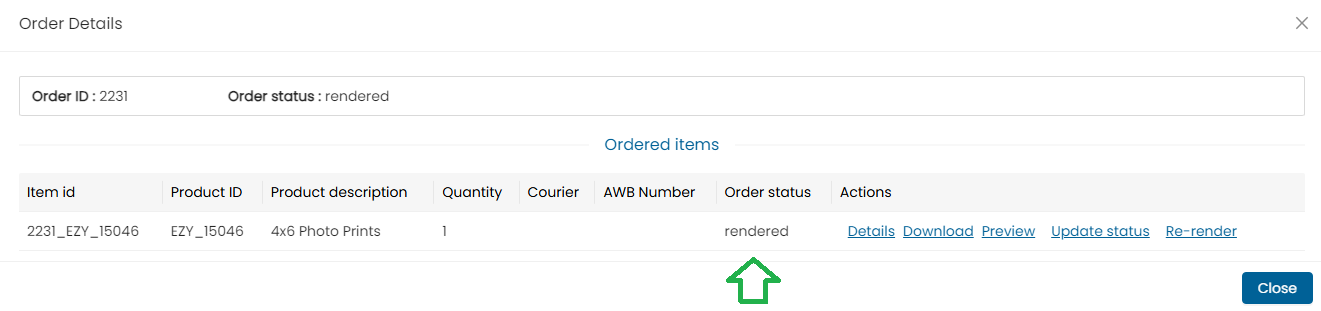 Order Details
Order ID : 2231 Order status : rendered
Ordered items
Item id Product ID Product description Quantity Courier AWB Number Order status Actions
2231_EZY_15046 EZY_15046 4x6 Photo Prints 1 rendered Details Download Preview Update status Re-render
Close